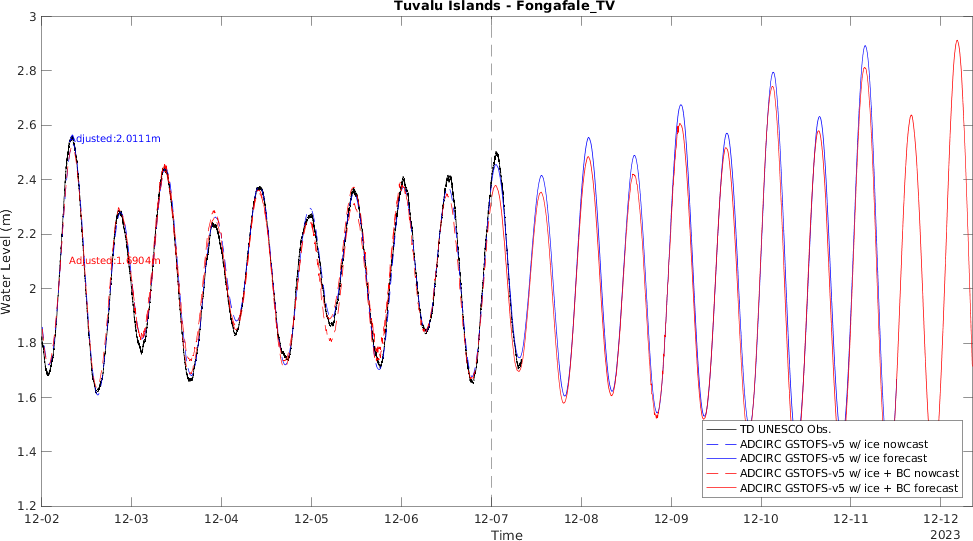 Tuvalu Islands - Fongafale_TV
3
2.8
2.6
2.4
2.2
2
1.8
1.6
1.4
1.2
Water Level (m)
Adjusted:2.0111m
Adjusted:1.6904m
TD UNESCO Obs.
ADCIRC GSTOFS-v5 w/ ice nowcast
ADCIRC GSTOFS-v5 w/ ice forecast
ADCIRC GSTOFS-v5 w/ ice + BC nowcast
ADCIRC GSTOFS-v5 w/ ice + BC forecast
12-02 12-03 12-04 12-05 12-06 12-07 12-08 12-09 12-10 12-11 12-12
2023
Time